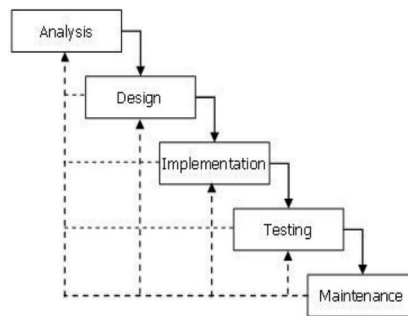 Analysis
Design
Implementation
Testing
Maintenance